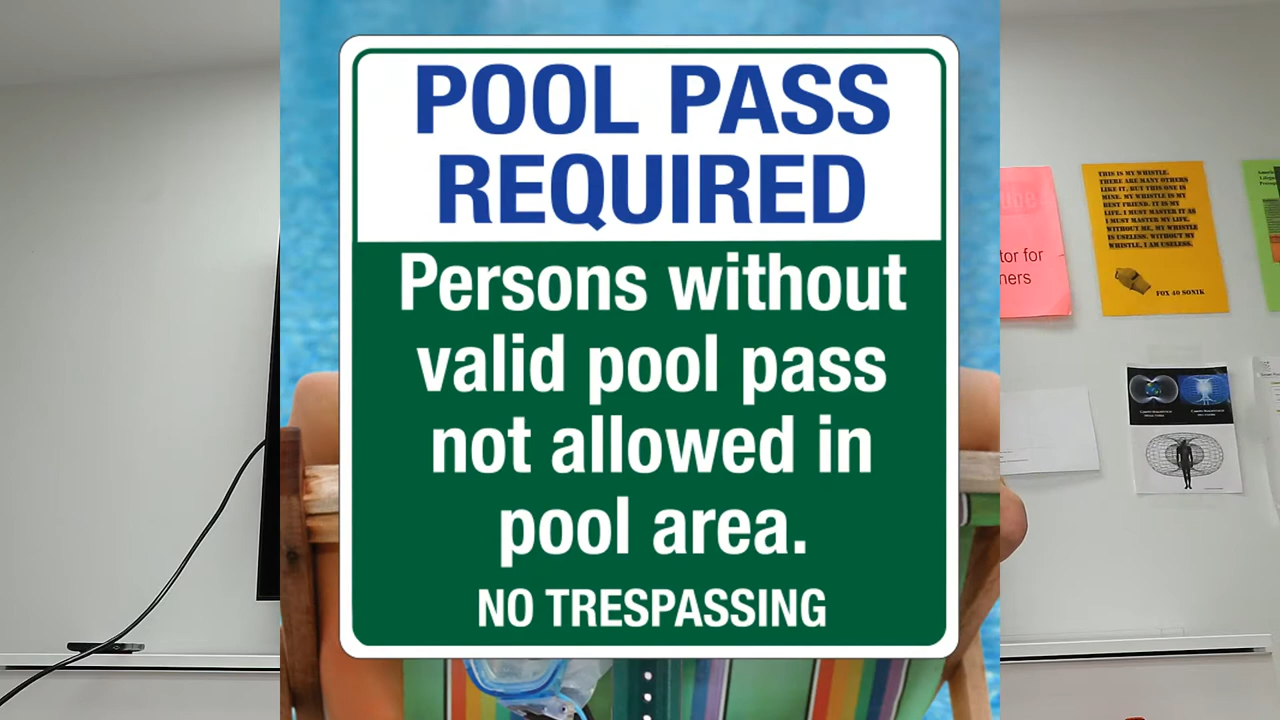 POOL PASS
REQUIRED
Persons without
valid pool pass
not allowed in
pool area.
NO TRESPASSING
tor for
ners
THIS IS MY WHISTLE.
THERE ARE MANY OTHERS
LIKE IT, BUT THIS ONE IS
MINE. MY WHISTLE IS MY
BEST FRIEND. IT IS MY
LIFE. I MUST MASTER IT AS
I MUST MASTER MY LIFE.
WITHOUT ME, MY WHISTLE
IS USELESS. WITHOUT MY
WHISTLE, I AM USELESS.
FOX 40 SONIK